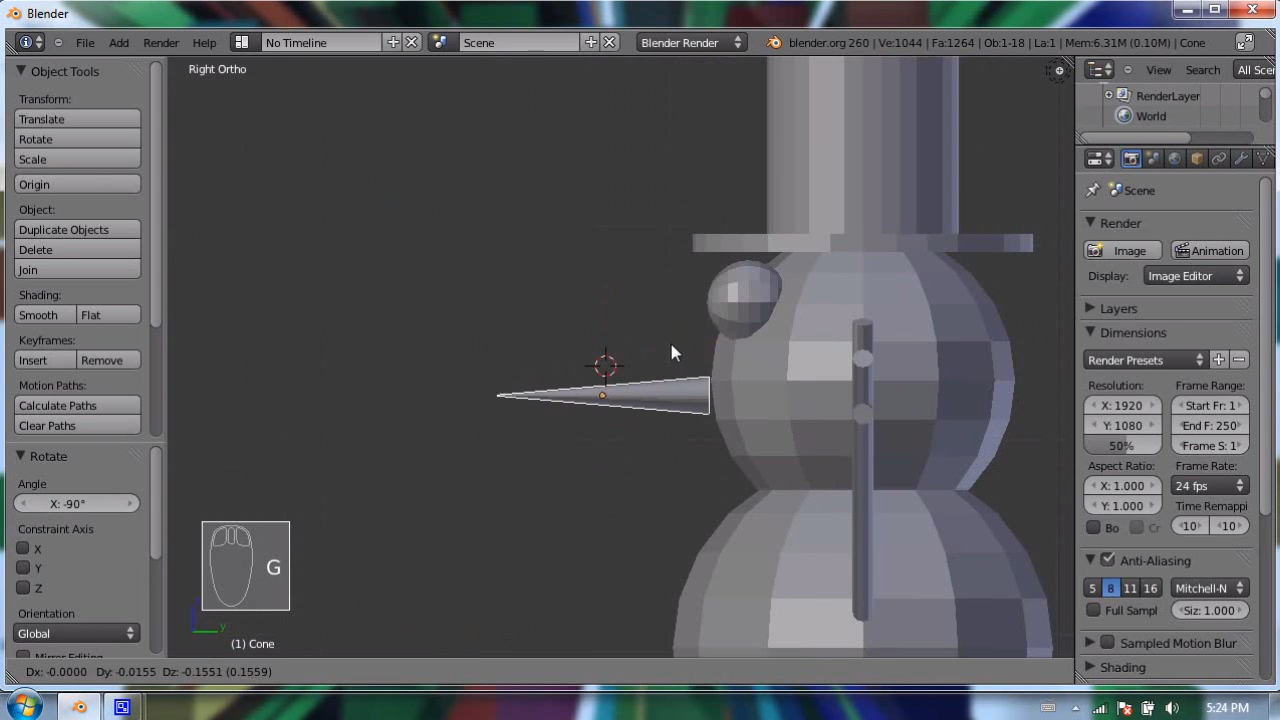 Blender
File Add Render Help No Timeline Scene Blender Render blender.org 260 | Ve:1044 | Fa:1264 | Ob:1-18 | La:1 | Mem:6.31M (0.10M) | Cone
Object Tools
Transform:
Translate
Rotate
Scale
Origin
Object:
Duplicate Objects
Delete
Join
Shading:
Smooth Flat
Keyframes:
Insert Remove
Motion Paths:
Calculate Paths
Clear Paths
Rotate
Angle
X: -90°
Constraint Axis
X
Y
Z
Orientation
Global
Right Ortho
G
y
(1) Cone
Dx: -0.0000 Dy: -0.0155 Dz: -0.1551 (0.1559)
View Search All Scen
RenderLayer
World
Scene
Render
Image Animation
Display: Image Editor
Layers
Dimensions
Render Presets
Resolution: Frame Range:
X: 1920 Start Fr: 1
Y: 1080 End F: 250
50% Frame S: 1
Aspect Ratio: Frame Rate:
X: 1.000 24 fps
Y: 1.000 Time Remappi
Bo Cr 10 10
Anti-Aliasing
5 8 11 16 Mitchell-N
Full Sampl Siz: 1.000
Sampled Motion Blur
Shading
5:24 PM